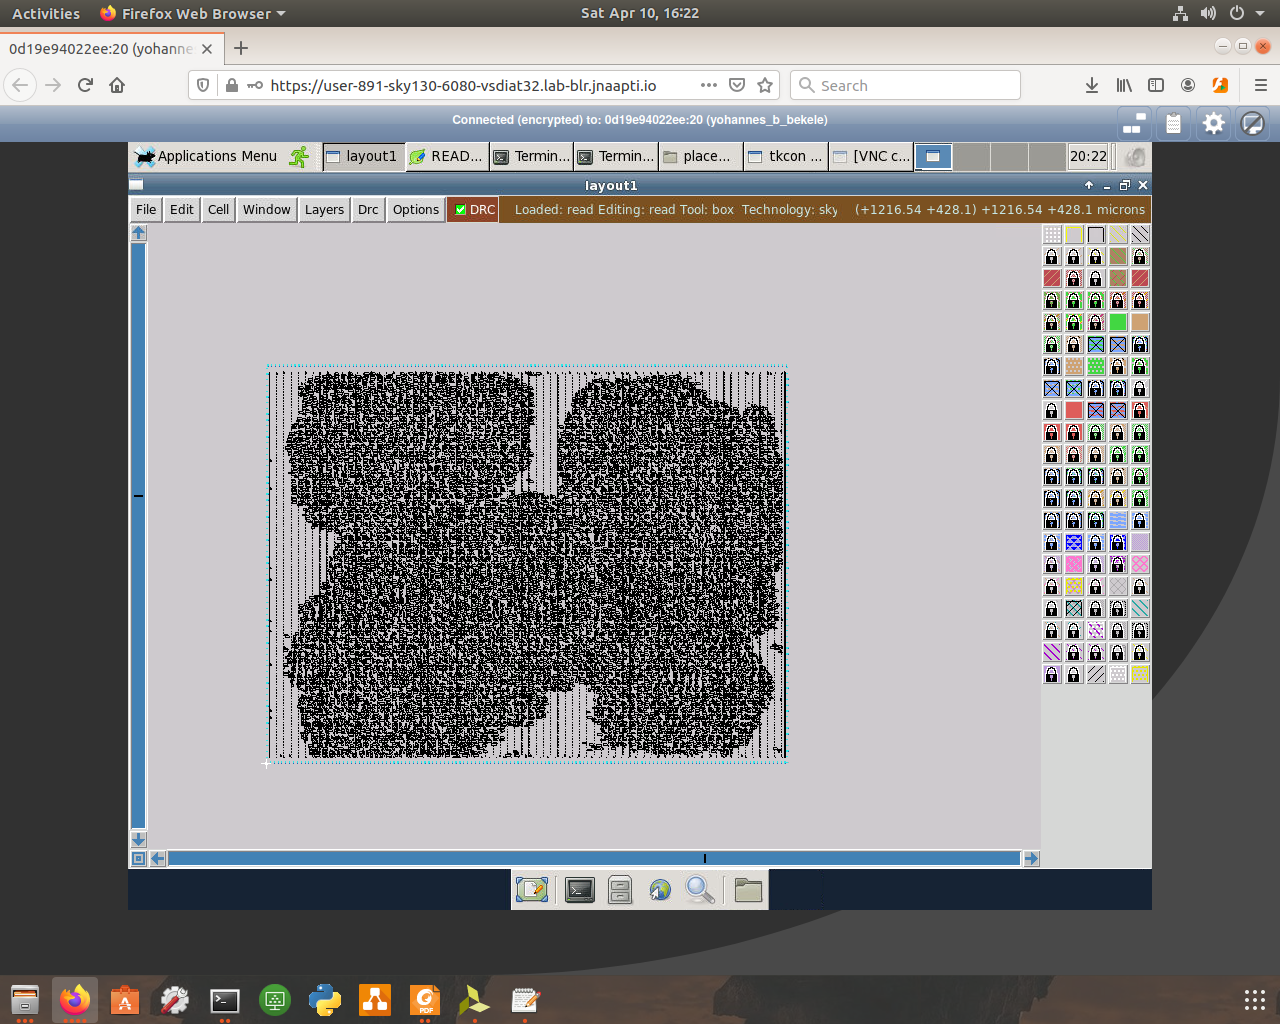 Activities
Firefox Web Browser
Sat Apr 10, 16:22
0d19e94022ee:20 (yohanne
https://user-891-sky130-6080-vsdiat32.lab-blr.jnaapti.io
Search
Connected (encrypted) to: 0d19e94022ee:20 (yohannes_b_bekele)
Applications Menu
layout1
READ...
Termin...
Termin...
place...
tkcon ...
[VNC c...
20:22
layout1
File Edit Cell Window Layers Drc Options DRC
Loaded: read Editing: read Tool: box Technology: sky
(+1216.54 +428.1) +1216.54 +428.1 microns
PDF